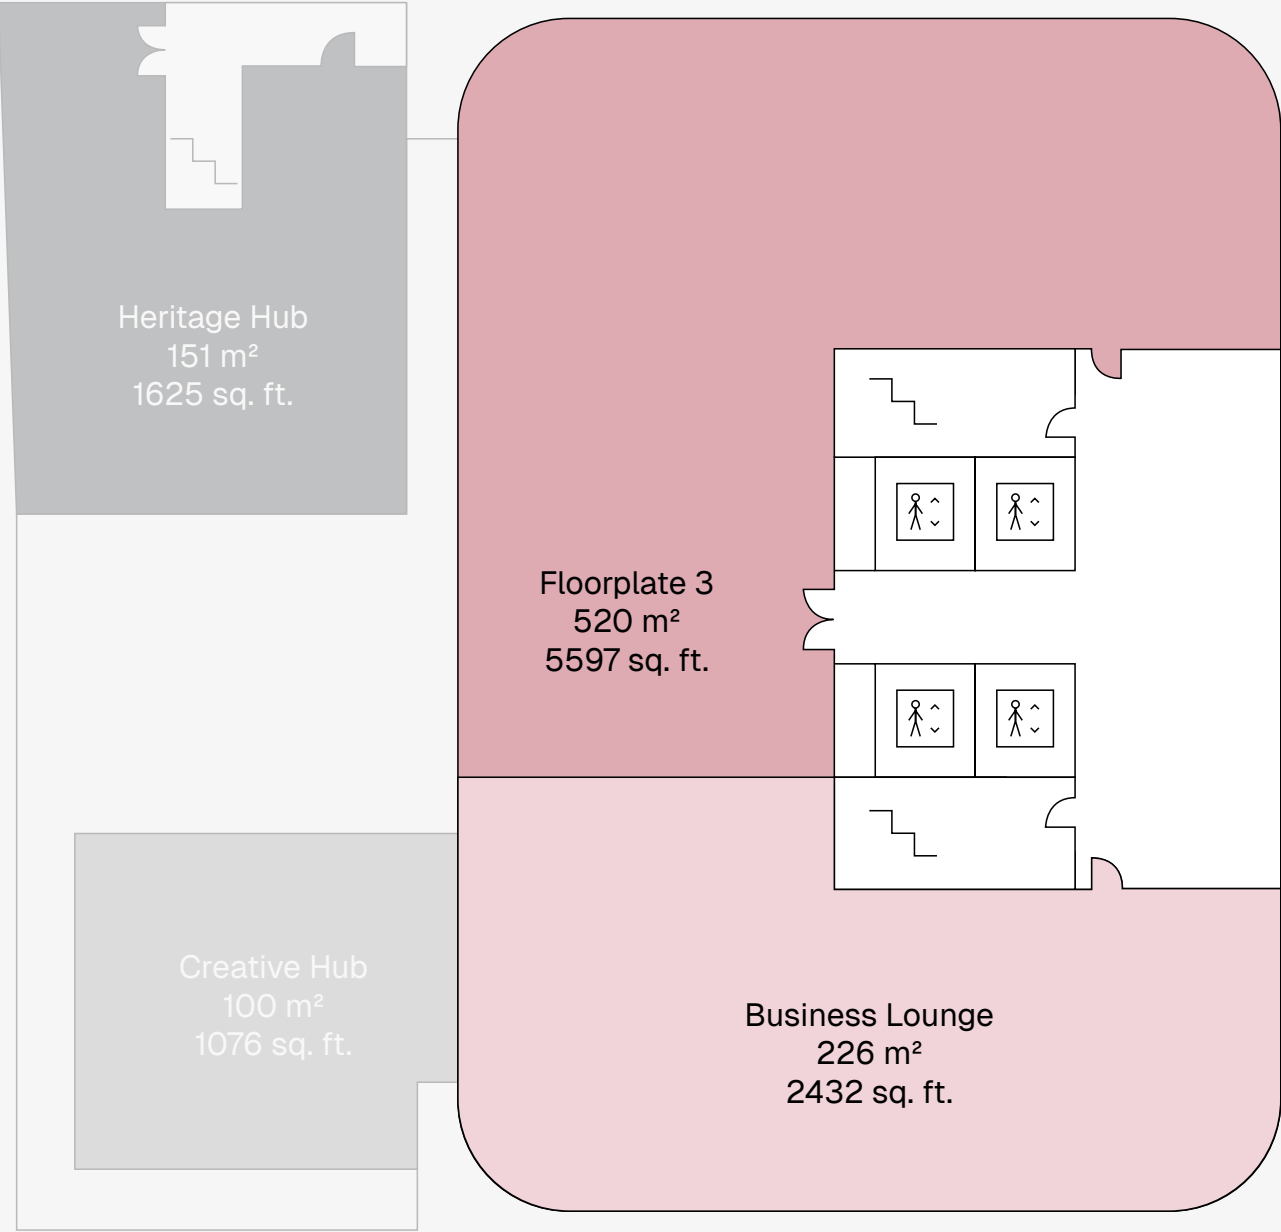 Heritage Hub
151 m²
1625 sq. ft.
Floorplate 3
520 m²
5597 sq. ft.
Creative Hub
100 m²
1076 sq. ft.
Business Lounge
226 m²
2432 sq. ft.